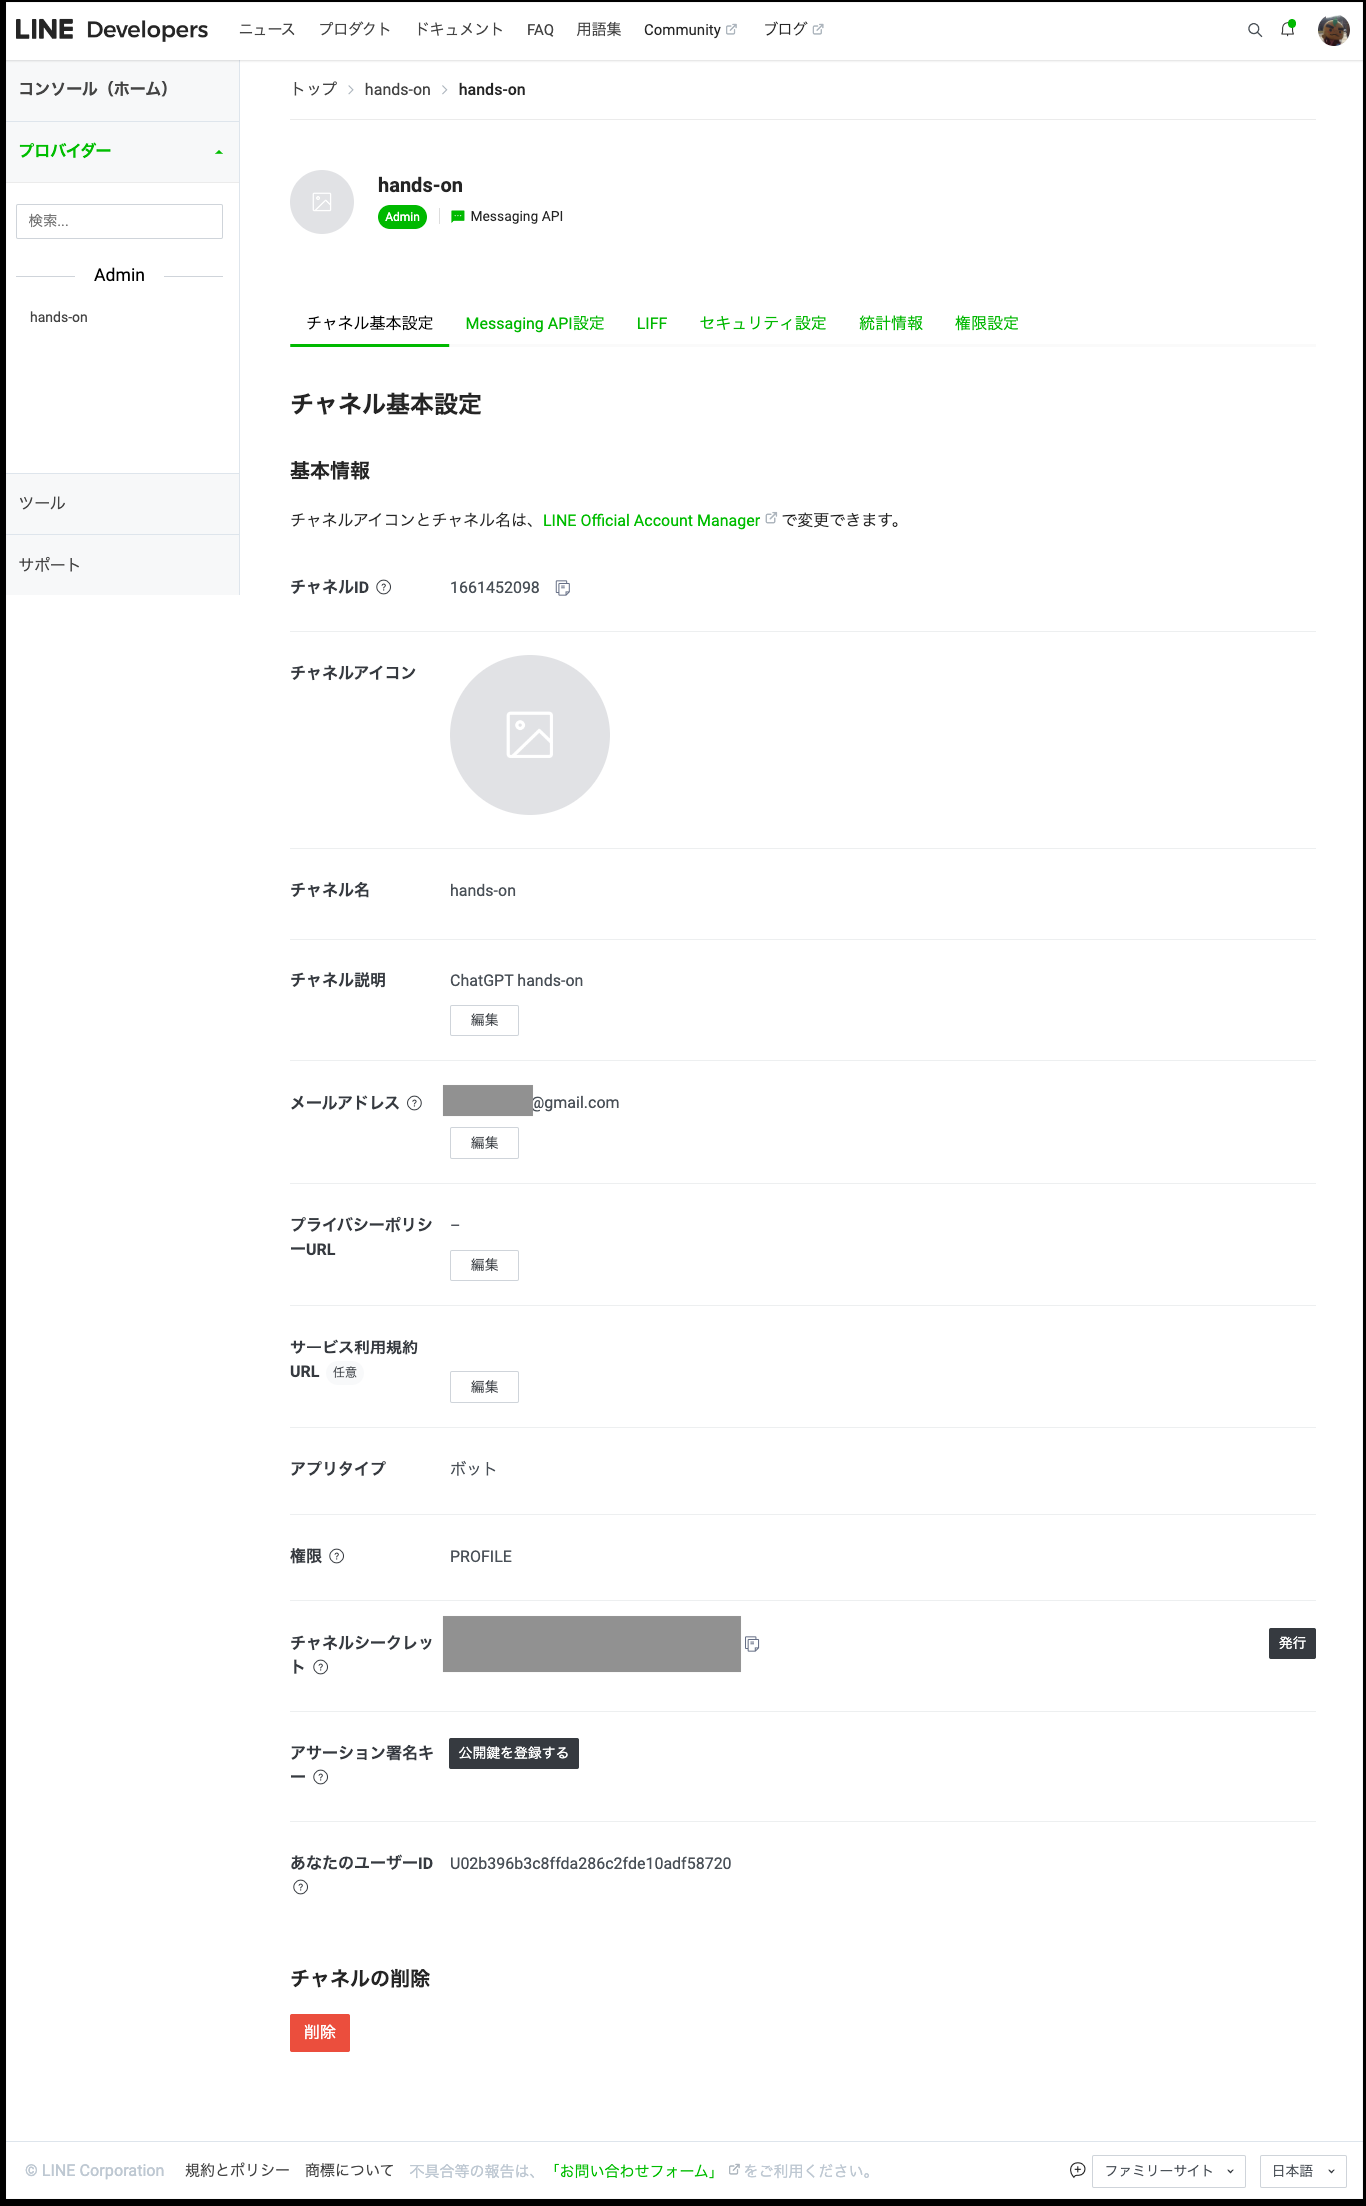 LINE Developers ニュース プロダクト ドキュメント FAQ 用語集 Community ブログ
コンソール（ホーム）
プロバイダー
検索...
Admin
hands-on
ツール
サポート
トップ hands-on hands-on
hands-on
Admin Messaging API
チャネル基本設定 Messaging API設定 LIFF セキュリティ設定 統計情報 権限設定
チャネル基本設定
基本情報
チャネルアイコンとチャネル名は、LINE Official Account Manager で変更できます。
チャネルID 1661452098
チャネルアイコン
チャネル名 hands-on
チャネル説明 ChatGPT hands-on
編集
メールアドレス @gmail.com
編集
プライバシーポリシ –
ーURL
編集
サービス利用規約
URL 任意
編集
アプリタイプ ボット
権限 PROFILE
チャネルシークレッ
ト
発行
アサーション署名キ 公開鍵を登録する
ー
あなたのユーザーID U02b396b3c8ffda286c2fde10adf58720
チャネルの削除
削除
© LINE Corporation 規約とポリシー 商標について 不具合等の報告は、「お問い合わせフォーム」をご利用ください。 ファミリーサイト 日本語